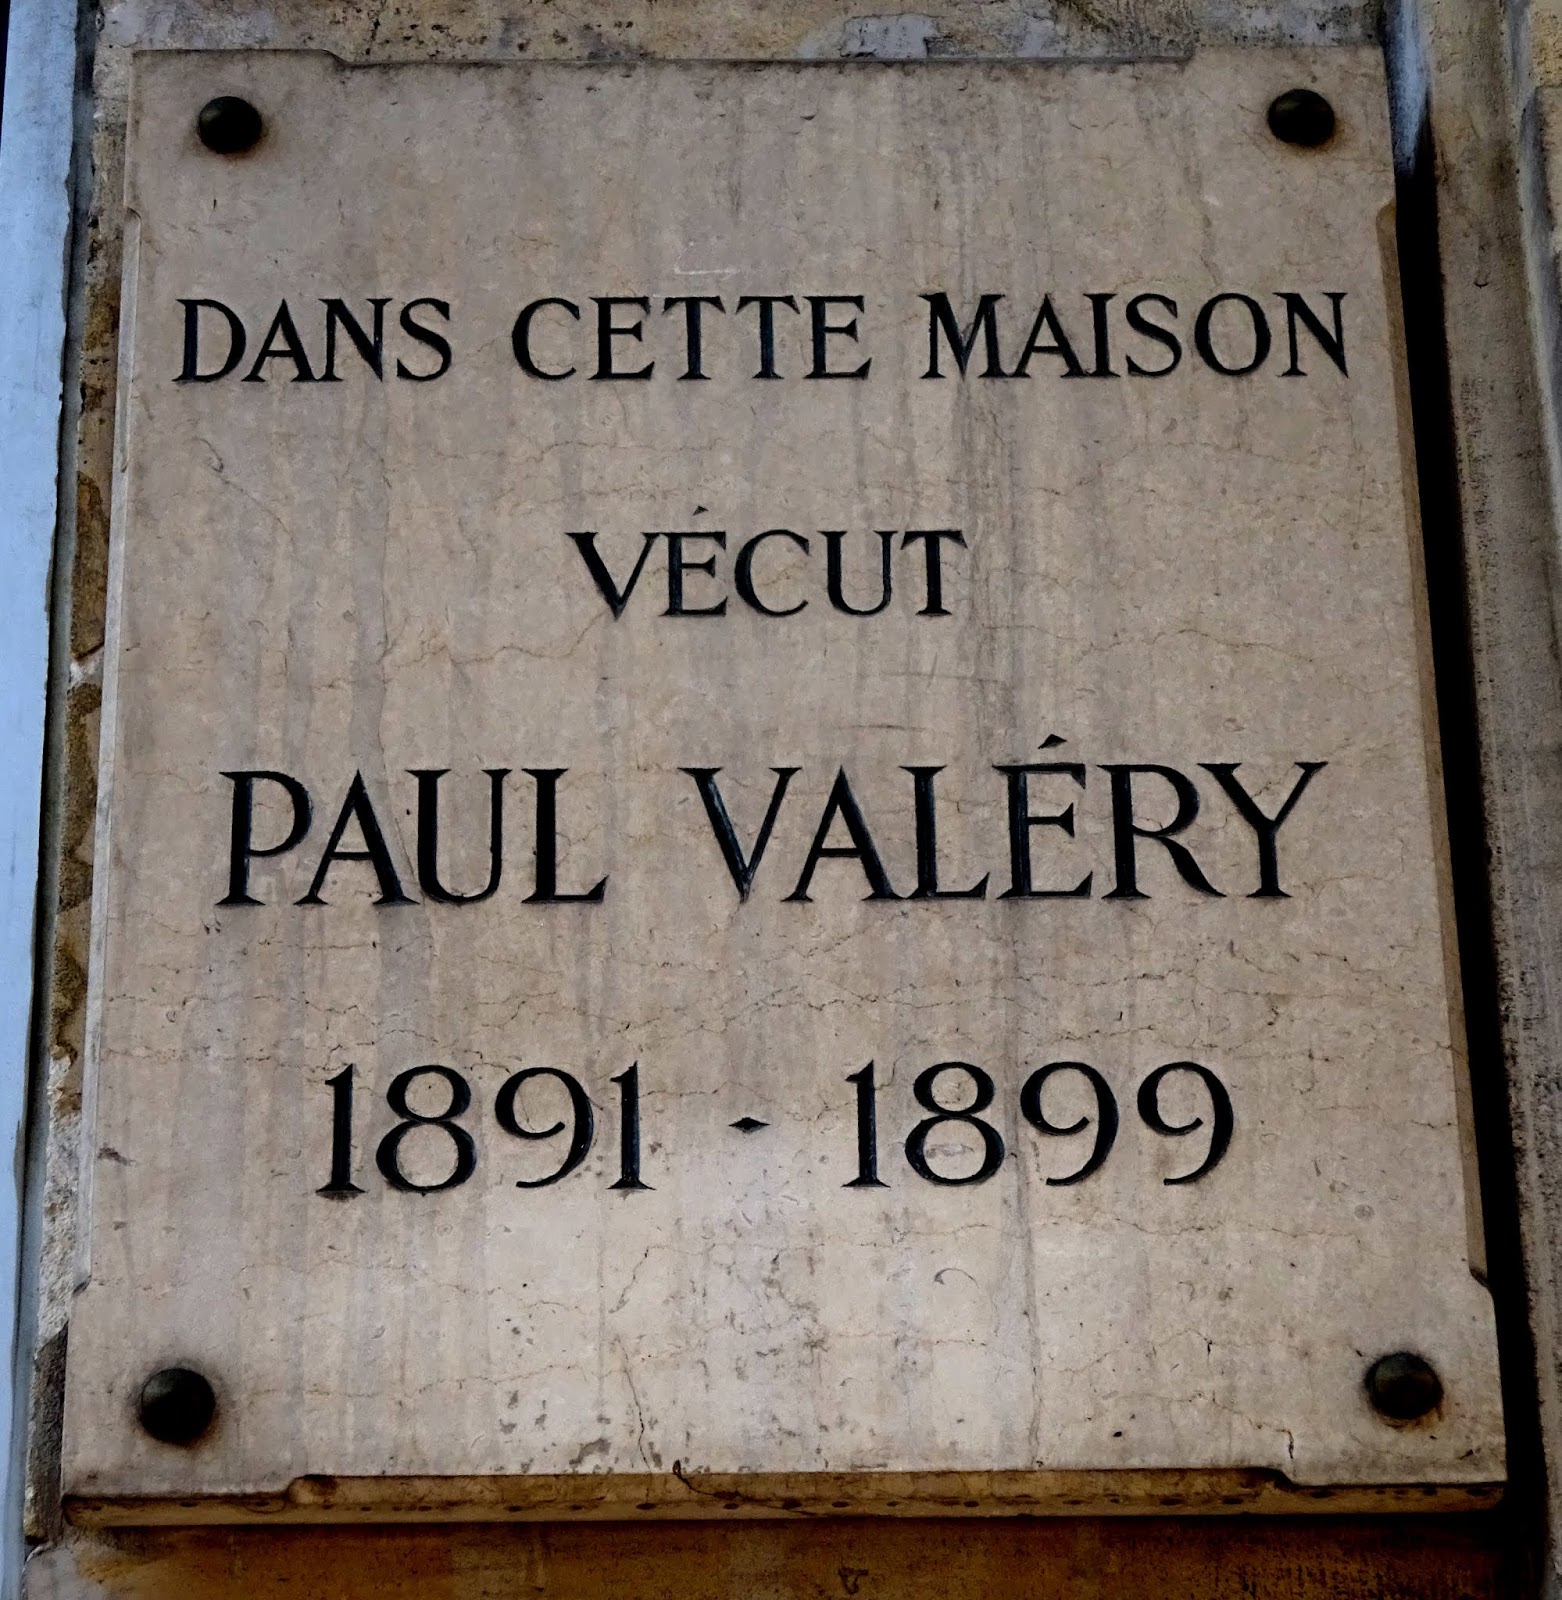 DANS CETTE MAISON
VÉCUT
PAUL VALÉRY
1891 - 1899